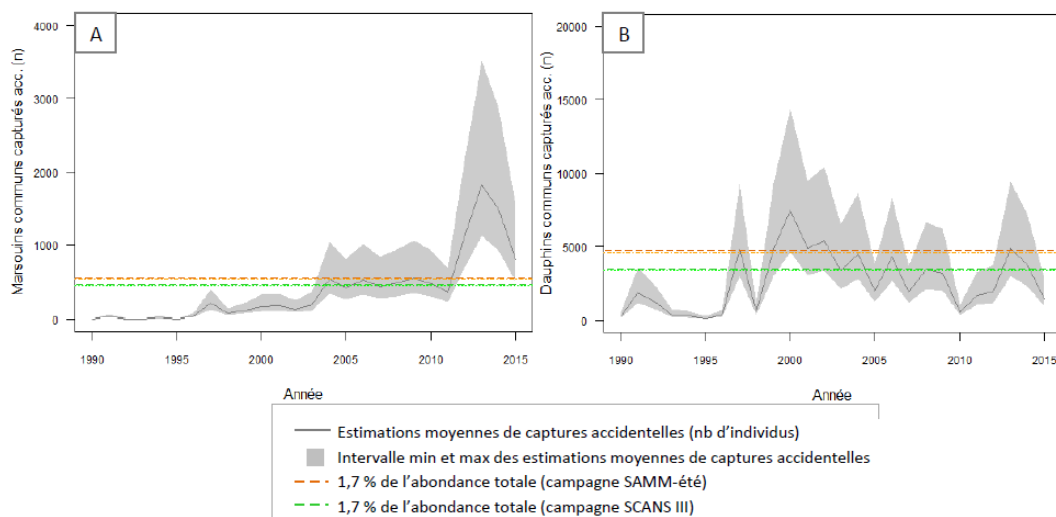 A
B
Marsouins communs capturés acc. (n)
4000
3000
2000
1000
0
1990
1995
2000
2005
2010
2015
Année
Dauphins communs capturés acc. (n)
20000
15000
10000
5000
0
1990
1995
2000
2005
2010
2015
Année
Estimations moyennes de captures accidentelles (nb d'individus)
Intervalle min et max des estimations moyennes de captures accidentelles
1,7 % de l'abondance totale (campagne SAMM-été)
1,7 % de l'abondance totale (campagne SCANS III)